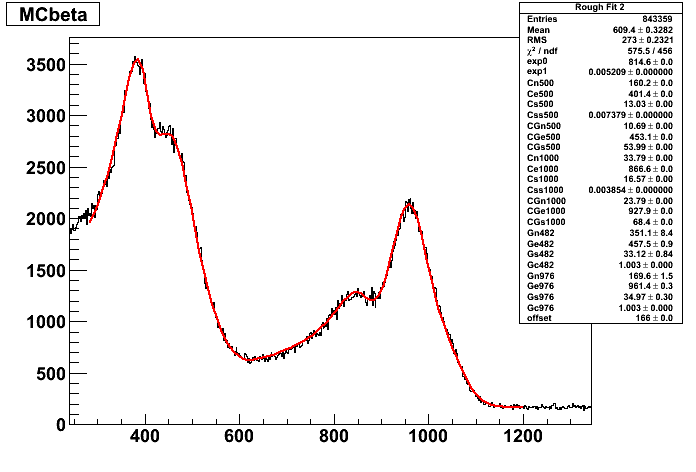 MCbeta
Rough Fit 2
Entries 843359
Mean 609.4 ± 0.3282
RMS 273 ± 0.2321
χ² / ndf 575.5 / 456
exp0 814.6 ± 0.0
exp1 0.005209 ± 0.000000
Cn500 160.2 ± 0.0
Ce500 401.4 ± 0.0
Cs500 13.03 ± 0.00
Css500 0.007379 ± 0.000000
CGn500 10.69 ± 0.00
CGe500 453.1 ± 0.0
CGs500 53.99 ± 0.00
Cn1000 33.79 ± 0.00
Ce1000 866.6 ± 0.0
Cs1000 16.57 ± 0.00
Css1000 0.003854 ± 0.000000
CGn1000 23.79 ± 0.00
CGe1000 927.9 ± 0.0
CGs1000 68.4 ± 0.0
Gn482 351.1 ± 8.4
Ge482 457.5 ± 0.9
Gs482 33.12 ± 0.84
Gc482 1.003 ± 0.000
Gn976 169.6 ± 1.5
Ge976 961.4 ± 0.3
Gs976 34.97 ± 0.30
Gc976 1.003 ± 0.000
offset 166 ± 0.0
3500
3000
2500
2000
1500
1000
500
0
400 600 800 1000 1200